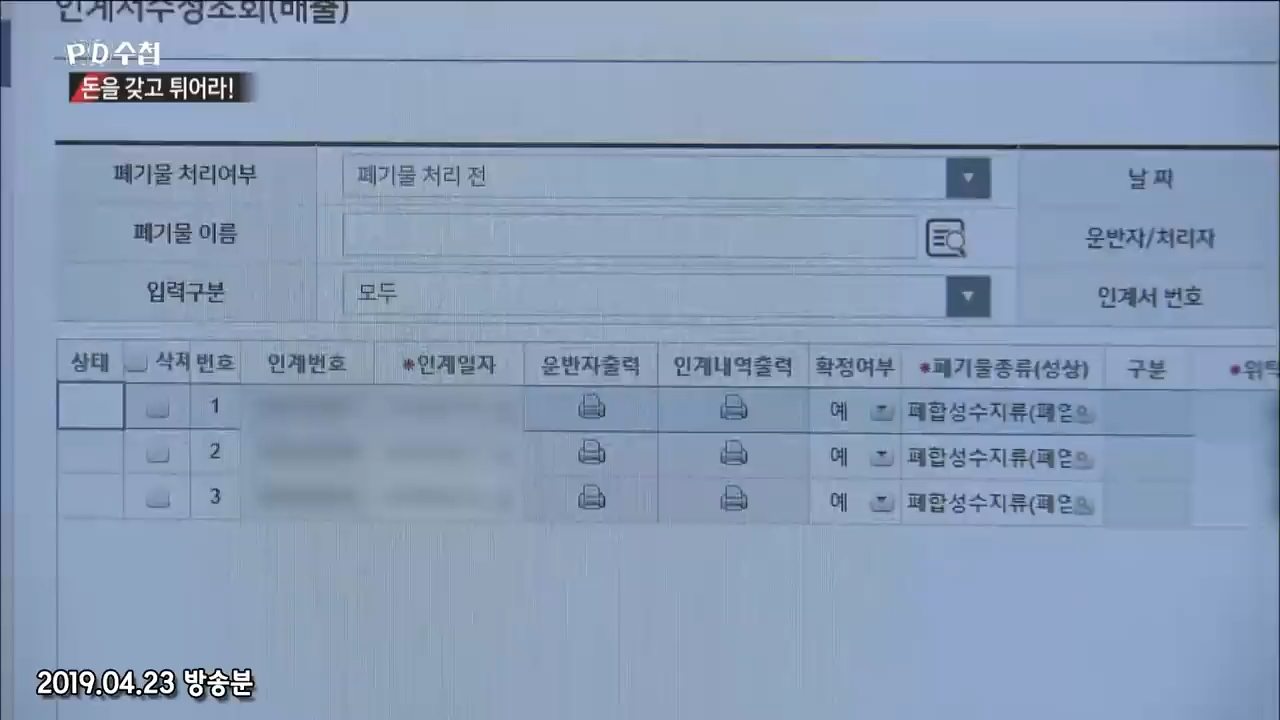 인계서수정조회(배출)
PD수첩
돈을 갖고 튀어라!
폐기물 처리여부 폐기물 처리 전 날 짜
폐기물 이름 운반자/처리자
입력구분 모두 인계서 번호
상태 삭제 번호 인계번호 *인계일자 운반자출력 인계내역출력 확정여부 *폐기물종류(성상) 구분 *위탁
1 예 폐합성수지류(폐염
2 예 폐합성수지류(폐염
3 예 폐합성수지류(폐염
2019.04.23 방송분